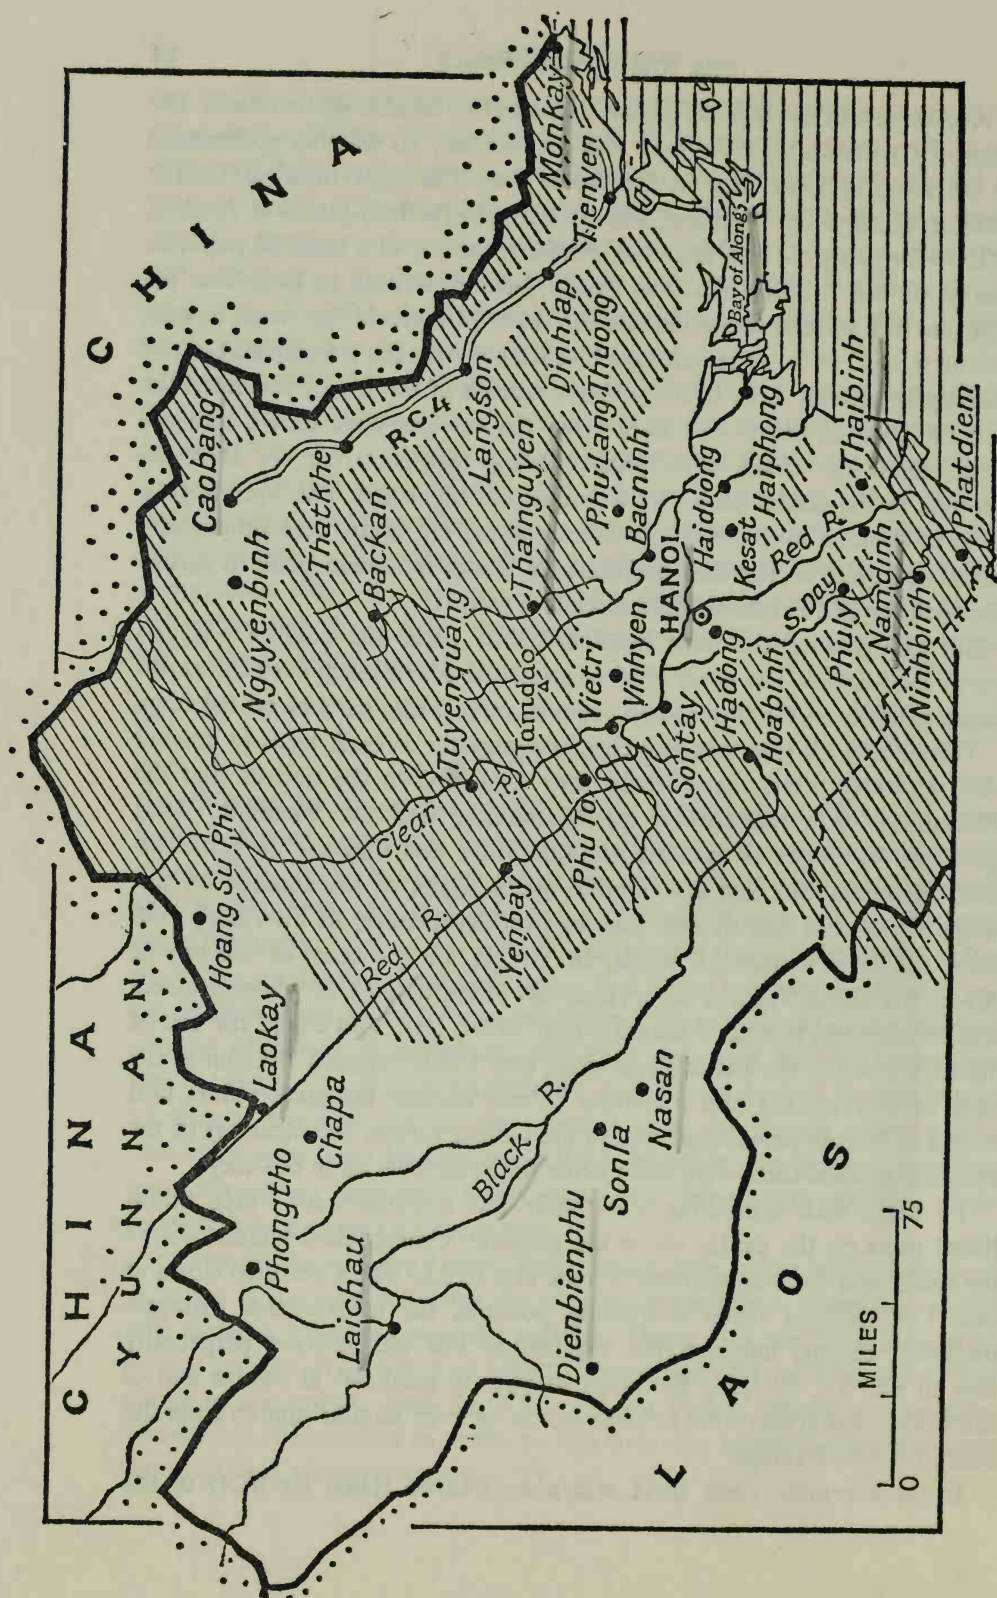 CHINA
YUNNAN
CHINA
Hoang Su Phi
Caobang
Nguyenbinh
Laokay
Thatkhe
Phongtho
Chapa
Backan
R.C.4
Laichau
Red R.
Clear R.
Tuyenquang
Langson
Monkay
Dinhlap
Tienyen
Thainguyen
Black R.
Yenbay
Tamdao
Phu Lang Thuong
Dienbienphu
Sonla
Phu To
Vietri
Vinhyen
Bacninh
Nasan
HANOI
Sontay
Haiduong
Bay of Along
Hadong
Kesat
Haiphong
Hoabinh
Red R.
S. Day
Phuly
Thaibinh
Namdinh
Ninhbinh
Phatdiem
LAOS
MILES
0 75